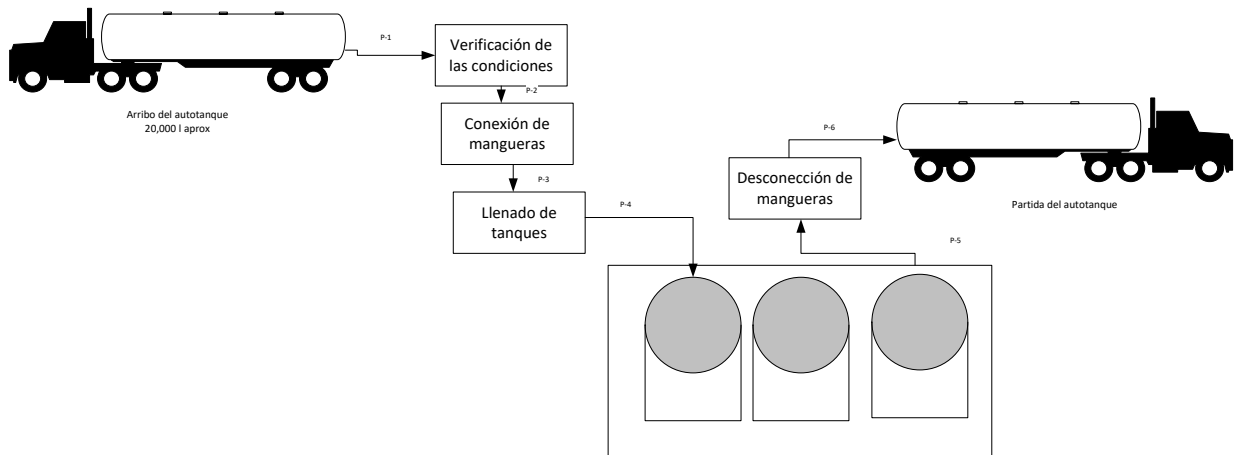 P-1
Verificación de
las condiciones
P-2
Arribo del autotanque
20,000 l aprox
Conexión de
mangueras
P-3
Llenado de
tanques
P-4
P-5
Desconección de
mangueras
P-6
Partida del autotanque